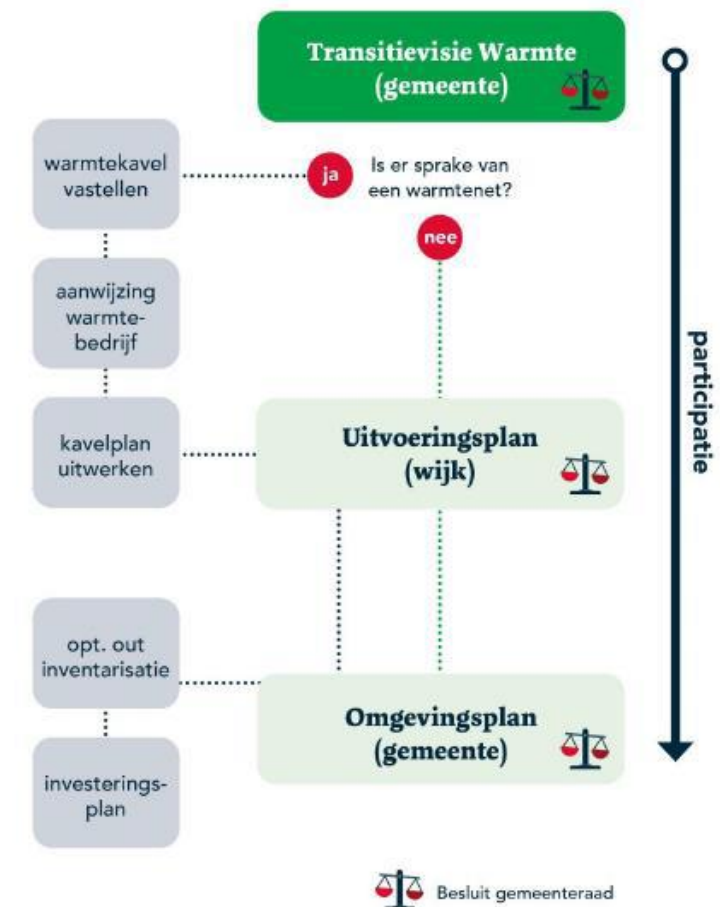 Transitievisie Warmte
(gemeente)
Is er sprake van
een warmtenet?
ja
nee
warmtekavel
vastellen
aanwijzing
warmte-
bedrijf
kavelplan
uitwerken
Uitvoeringsplan
(wijk)
opt. out
inventarisatie
Omgevingsplan
(gemeente)
investerings-
plan
participatie
Besluit gemeenteraad